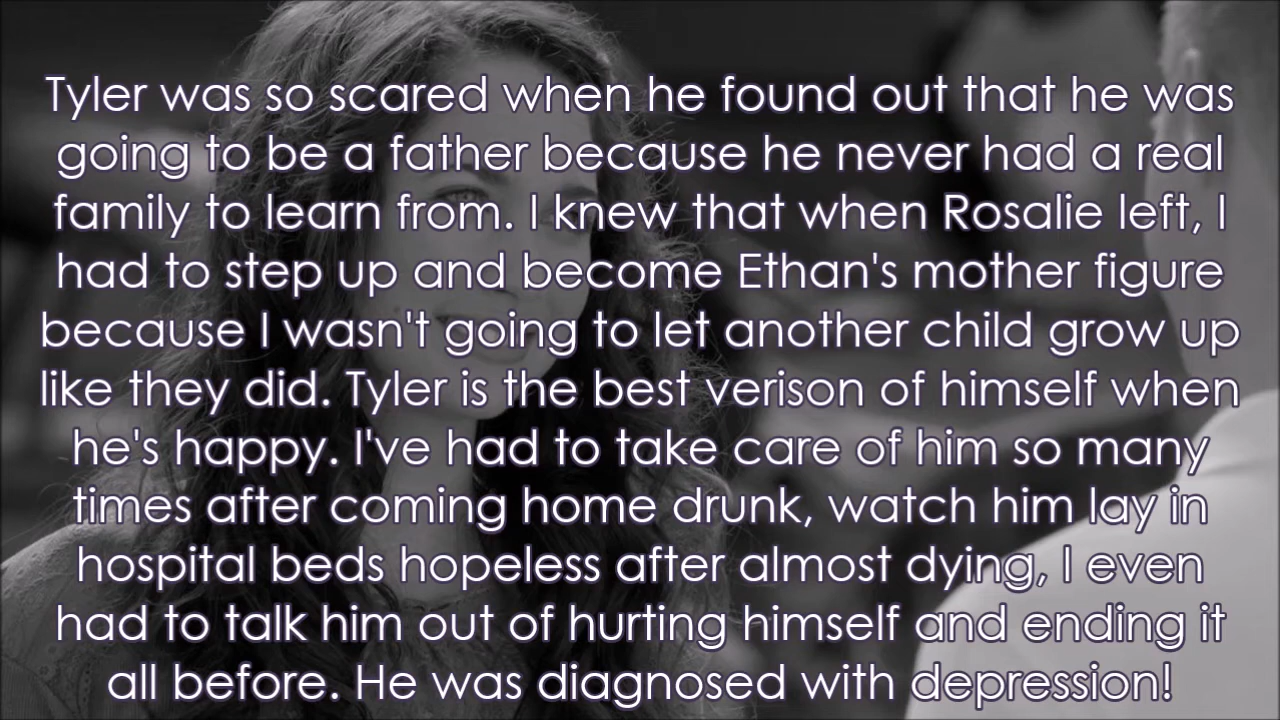 Tyler was so scared when he found out that he was
going to be a father because he never had a real
family to learn from. I knew that when Rosalie left, I
had to step up and become Ethan's mother figure
because I wasn't going to let another child grow up
like they did. Tyler is the best verison of himself when
he's happy. I've had to take care of him so many
times after coming home drunk, watch him lay in
hospital beds hopeless after almost dying, I even
had to talk him out of hurting himself and ending it
all before. He was diagnosed with depression!